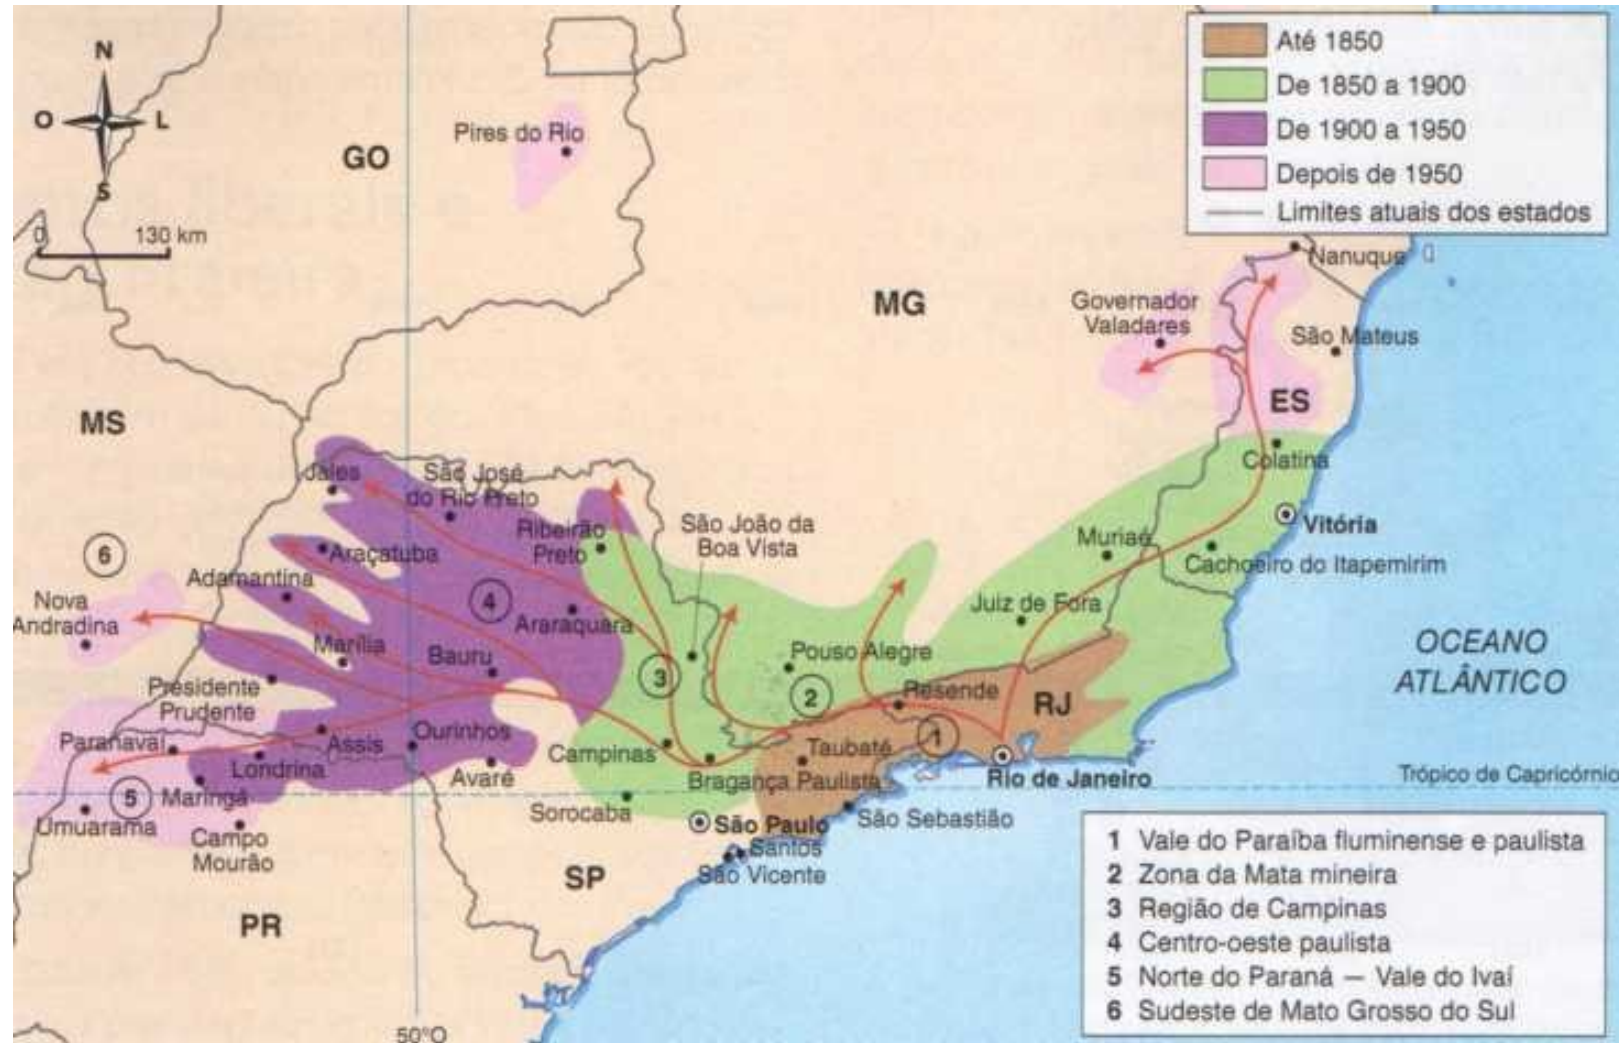 N
O
L
S
0
130 km
GO
Pires do Rio
MG
MS
ES
RJ
SP
PR
Até 1850
De 1850 a 1900
De 1900 a 1950
Depois de 1950
Limites atuais dos estados
Nanuque
Governador
Valadares
São Mateus
Colatina
Vitória
Cachoeiro do Itapemirim
Muriaé
Juiz de Fora
Jales
São José
do Rio Preto
Ribeirão
Preto
São João da
Boa Vista
6
Araçatuba
Adamantina
Nova
Andradina
4
Araraquara
Marília
Bauru
3
Pouso Alegre
2
Resende
1
Presidente
Prudente
Paranavaí
Assis
Ourinhos
Campinas
Taubaté
Londrina
Avaré
Bragança Paulista
Rio de Janeiro
5
Maringá
Umuarama
Campo
Mourão
Sorocaba
São Paulo
São Sebastião
Santos
São Vicente
OCEANO
ATLÂNTICO
Trópico de Capricórnio
50°O
1 Vale do Paraíba fluminense e paulista
2 Zona da Mata mineira
3 Região de Campinas
4 Centro-oeste paulista
5 Norte do Paraná — Vale do Ivaí
6 Sudeste de Mato Grosso do Sul